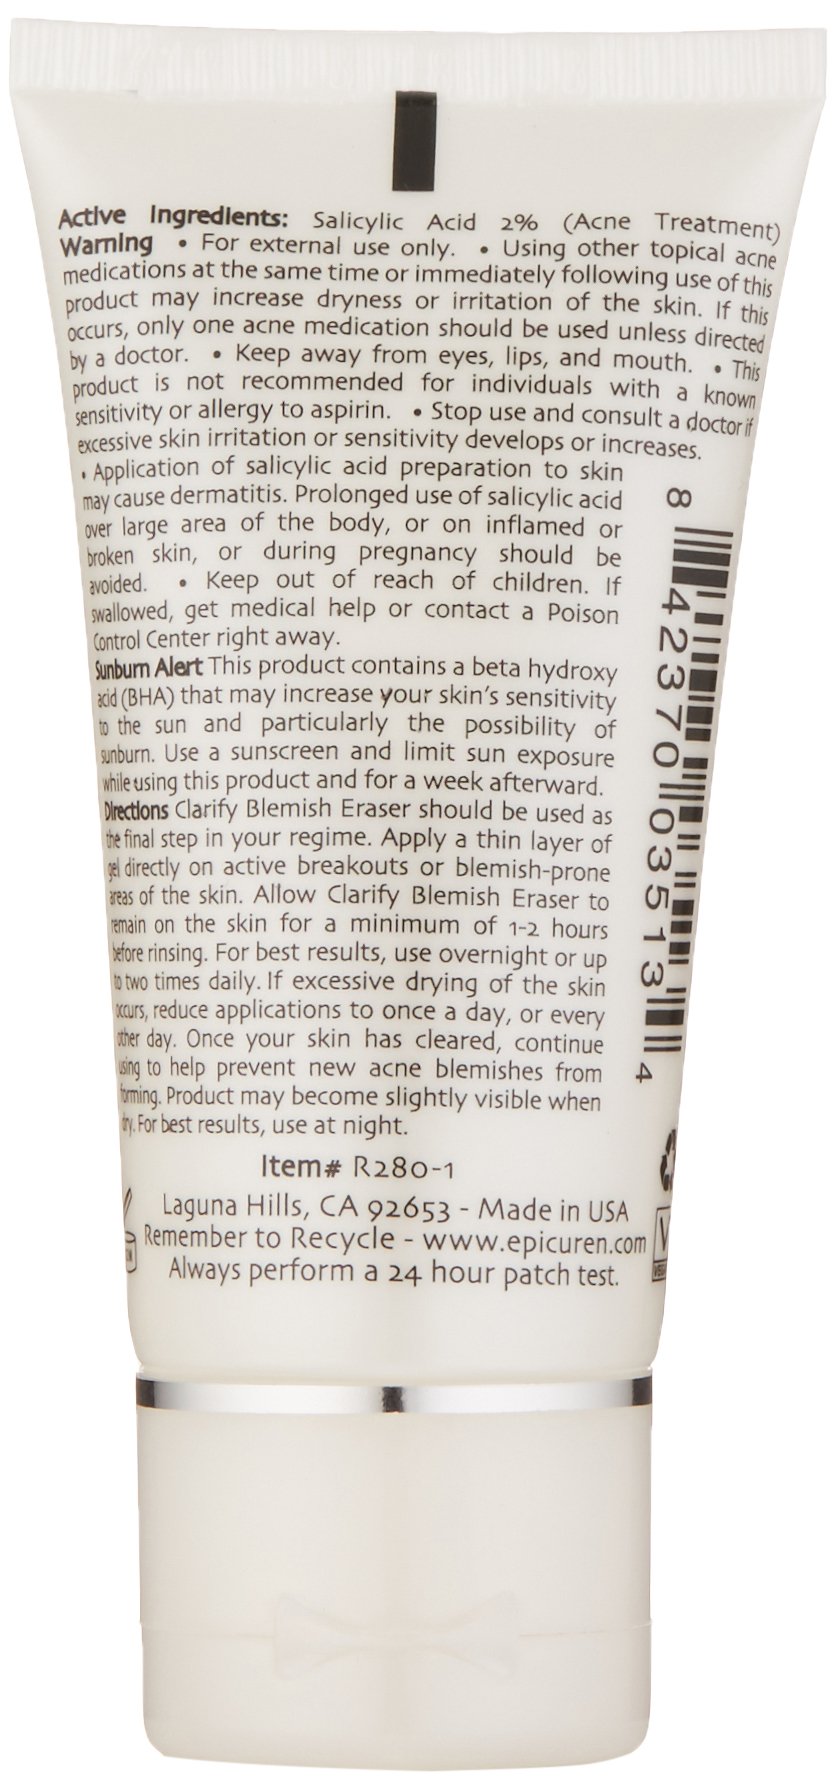 Active Ingredients: Salicylic Acid 2% (Acne Treatment)
Warning • For external use only. • Using other topical acne
medications at the same time or immediately following use of this
product may increase dryness or irritation of the skin. If this
occurs, only one acne medication should be used unless directed
by a doctor. • Keep away from eyes, lips, and mouth. • This
product is not recommended for individuals with a known
sensitivity or allergy to aspirin. • Stop use and consult a doctor if
excessive skin irritation or sensitivity develops or increases.
• Application of salicylic acid preparation to skin
may cause dermatitis. Prolonged use of salicylic acid
over large area of the body, or on inflamed or
broken skin, or during pregnancy should be
avoided. • Keep out of reach of children. If
swallowed, get medical help or contact a Poison
Control Center right away.
Sunburn Alert This product contains a beta hydroxy
acid (BHA) that may increase your skin's sensitivity
to the sun and particularly the possibility of
sunburn. Use a sunscreen and limit sun exposure
while using this product and for a week afterward.
Directions Clarify Blemish Eraser should be used as
the final step in your regime. Apply a thin layer of
gel directly on active breakouts or blemish-prone
areas of the skin. Allow Clarify Blemish Eraser to
remain on the skin for a minimum of 1-2 hours
before rinsing. For best results, use overnight or up
to two times daily. If excessive drying of the skin
occurs, reduce applications to once a day, or every
other day. Once your skin has cleared, continue
using to help prevent new acne blemishes from
forming. Product may become slightly visible when
dry. For best results, use at night.
Item# R280-1
Laguna Hills, CA 92653 - Made in USA
Remember to Recycle - www.epicuren.com
Always perform a 24 hour patch test.
8 42370 03513 4
V